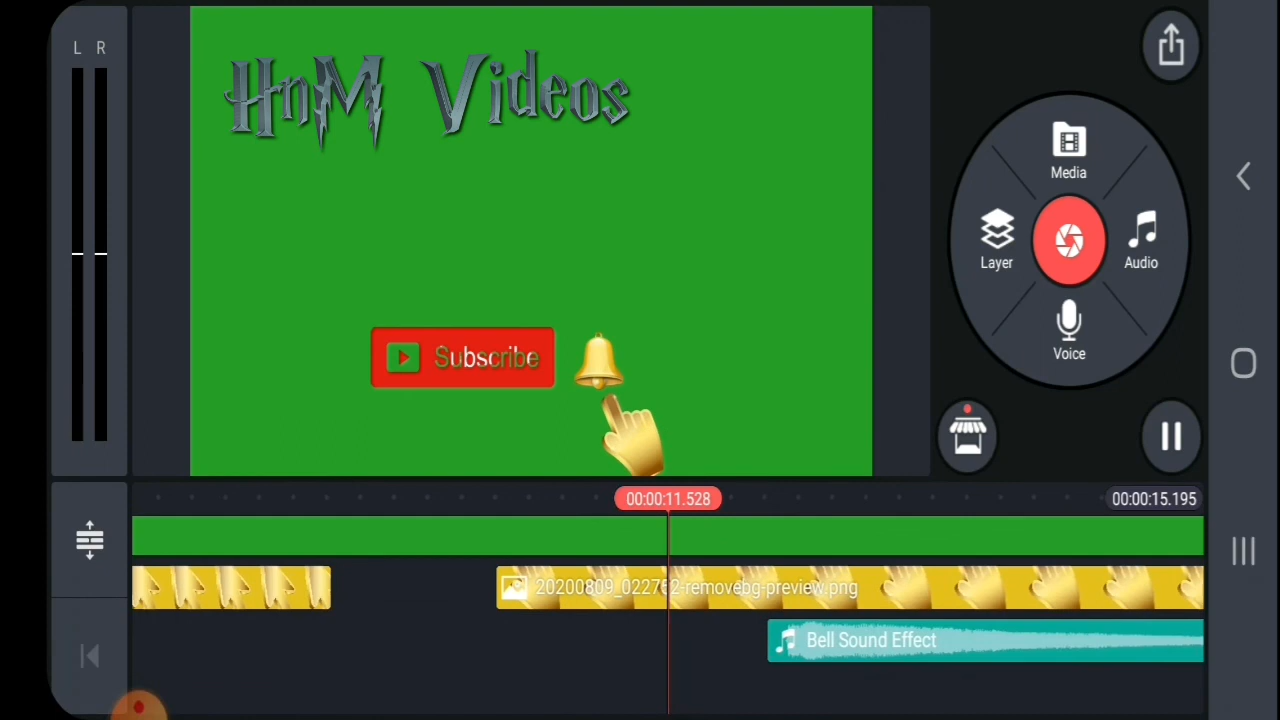 L R
HnM Videos
Subscribe
Media
Layer
Audio
Voice
00:00:11.528
00:00:15.195
20200809_022762-removebg-preview.png
Bell Sound Effect